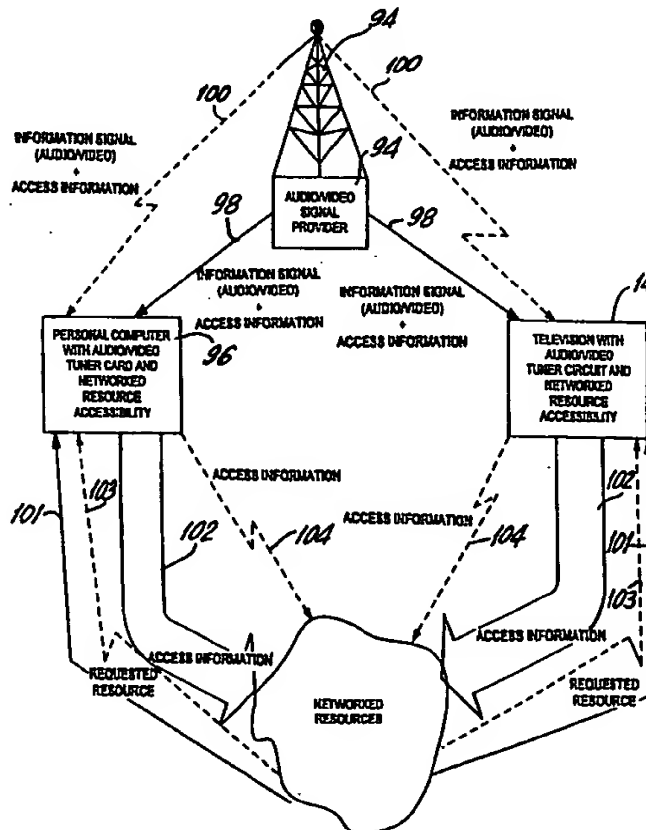 94
100
100
INFORMATION SIGNAL
(AUDIO/VIDEO)
+
ACCESS INFORMATION
INFORMATION SIGNAL
(AUDIO/VIDEO)
+
ACCESS INFORMATION
94
AUDIO/VIDEO
SIGNAL
PROVIDER
98
98
INFORMATION SIGNAL
(AUDIO/VIDEO)
+
ACCESS INFORMATION
INFORMATION SIGNAL
(AUDIO/VIDEO)
+
ACCESS INFORMATION
PERSONAL COMPUTER
WITH AUDIO/VIDEO
TUNER CARD AND
NETWORKED
RESOURCE
ACCESSIBILITY
96
TELEVISION WITH
AUDIO/VIDEO
TUNER CIRCUIT AND
NETWORKED
RESOURCE
ACCESSIBILITY
ACCESS INFORMATION
ACCESS INFORMATION
101
103
102
104
104
102
101
103
ACCESS INFORMATION
REQUESTED
RESOURCE
NETWORKED
RESOURCES
ACCESS INFORMATION
REQUESTED
RESOURCE